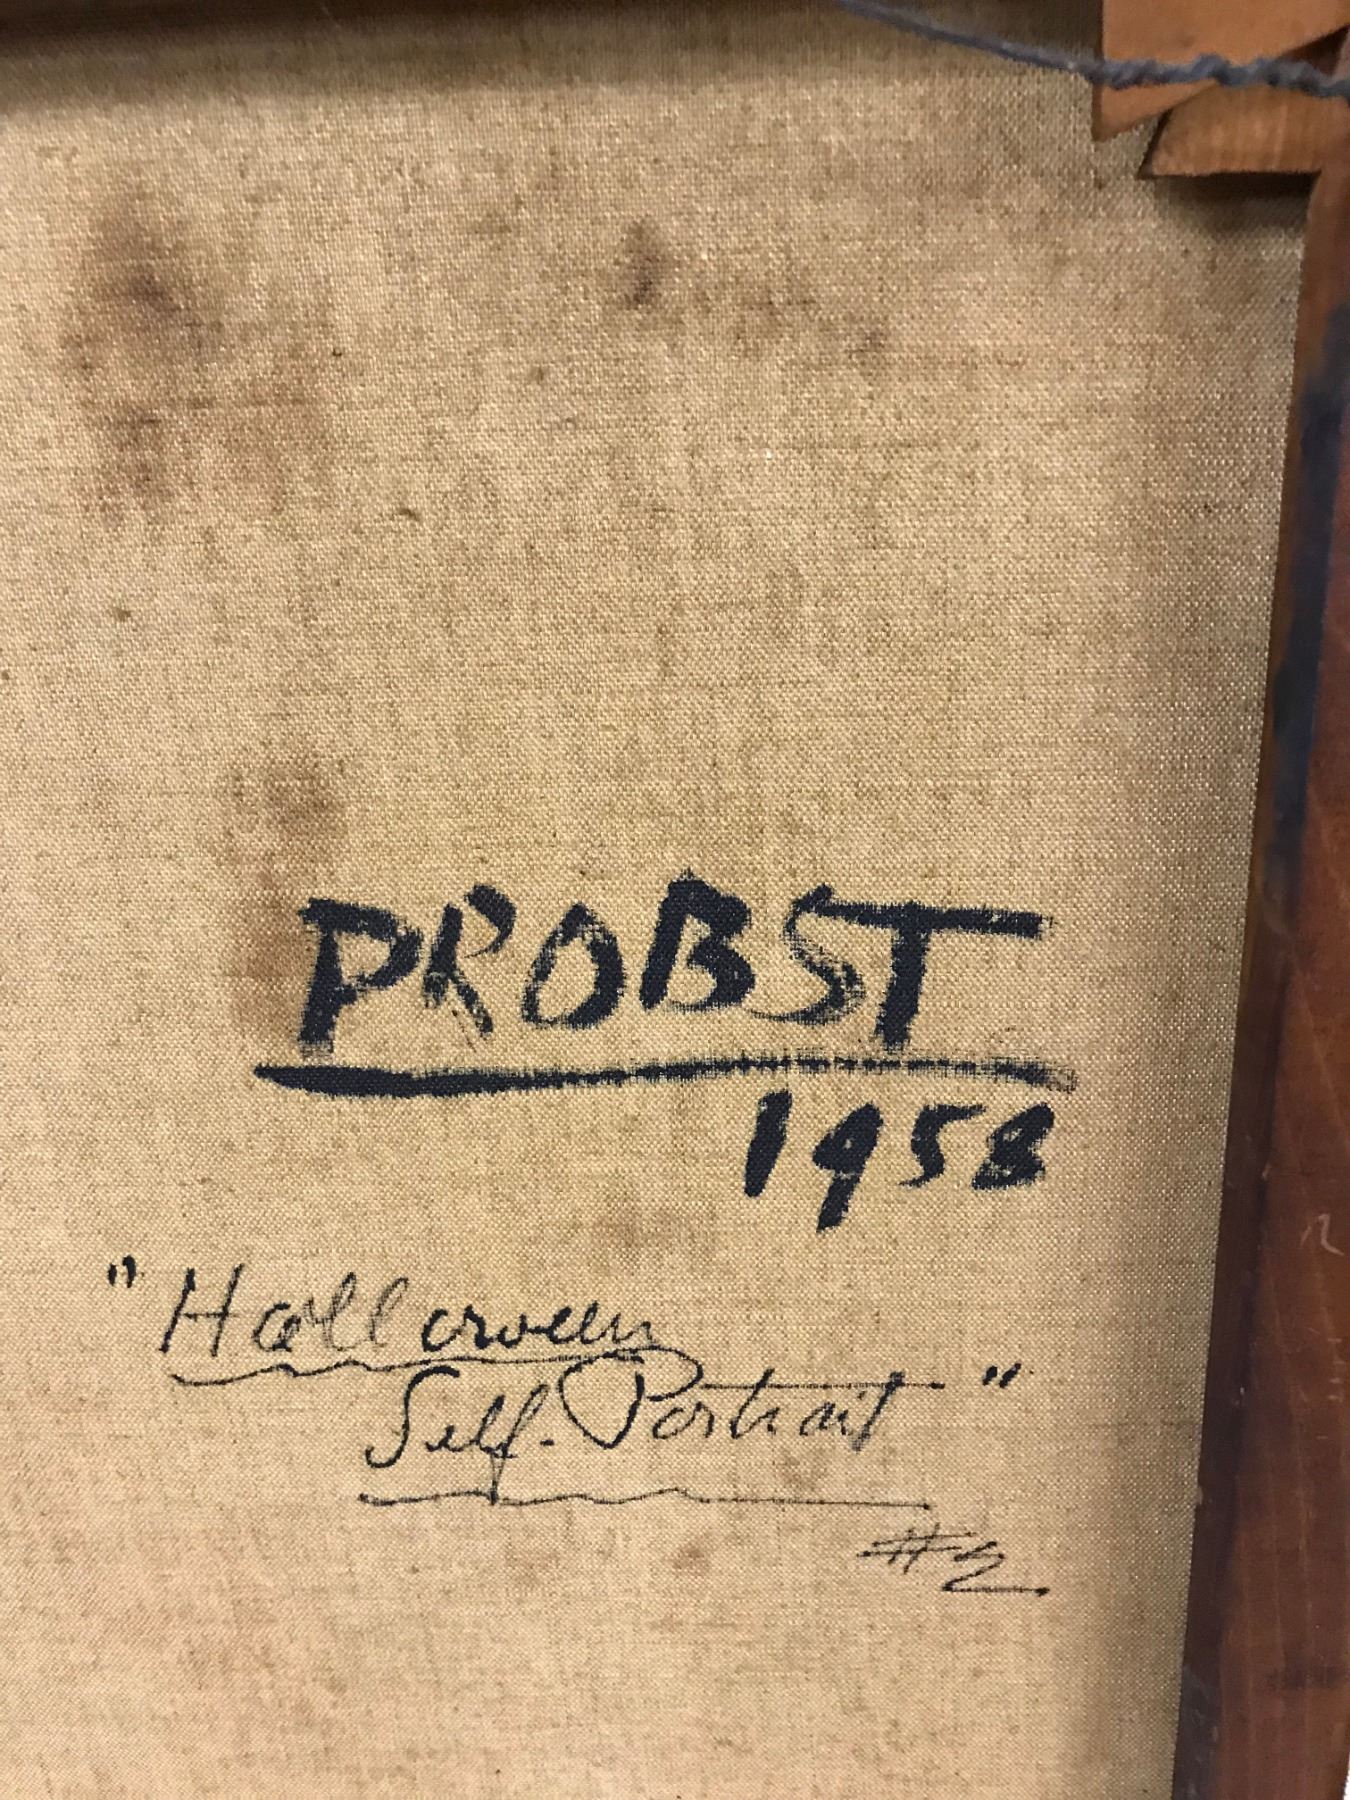 PROBST
1958
"Halloween
Self-Portrait"
#2